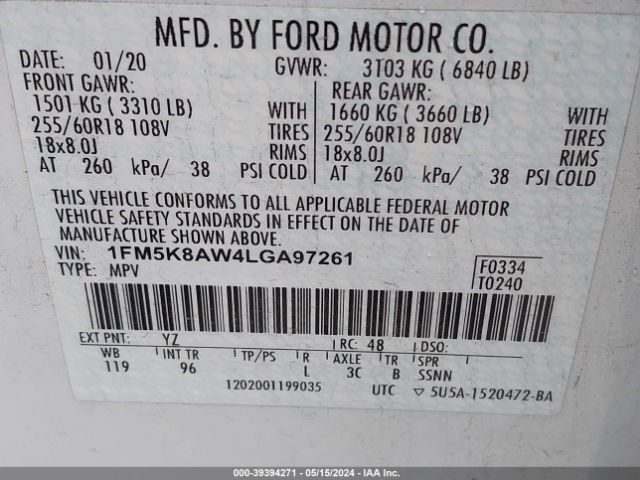 MFD. BY FORD MOTOR CO.
DATE: 01/20 GVWR: 3T03 KG ( 6840 LB)
FRONT GAWR: REAR GAWR:
1501 KG ( 3310 LB) WITH 1660 KG ( 3660 LB) WITH
255/60R18 108V TIRES 255/60R18 108V TIRES
18x8.0J RIMS 18x8.0J RIMS
AT 260 kPa/ 38 PSI COLD AT 260 kPa/ 38 PSI COLD
THIS VEHICLE CONFORMS TO ALL APPLICABLE FEDERAL MOTOR
VEHICLE SAFETY STANDARDS IN EFFECT ON THE DATE OF
MANUFACTURE SHOWN ABOVE.
VIN: 1FM5K8AW4LGA97261
TYPE: MPV
F0334
T0240
EXT PNT: YZ RC: 48 DSO:
WB INT TR TP/PS R AXLE TR SPR
119 96 L 3C B SSNN
1202001199035 UTC ▽ 5U5A-1520472-BA
000-39394271 - 05/15/2024 - IAA Inc.